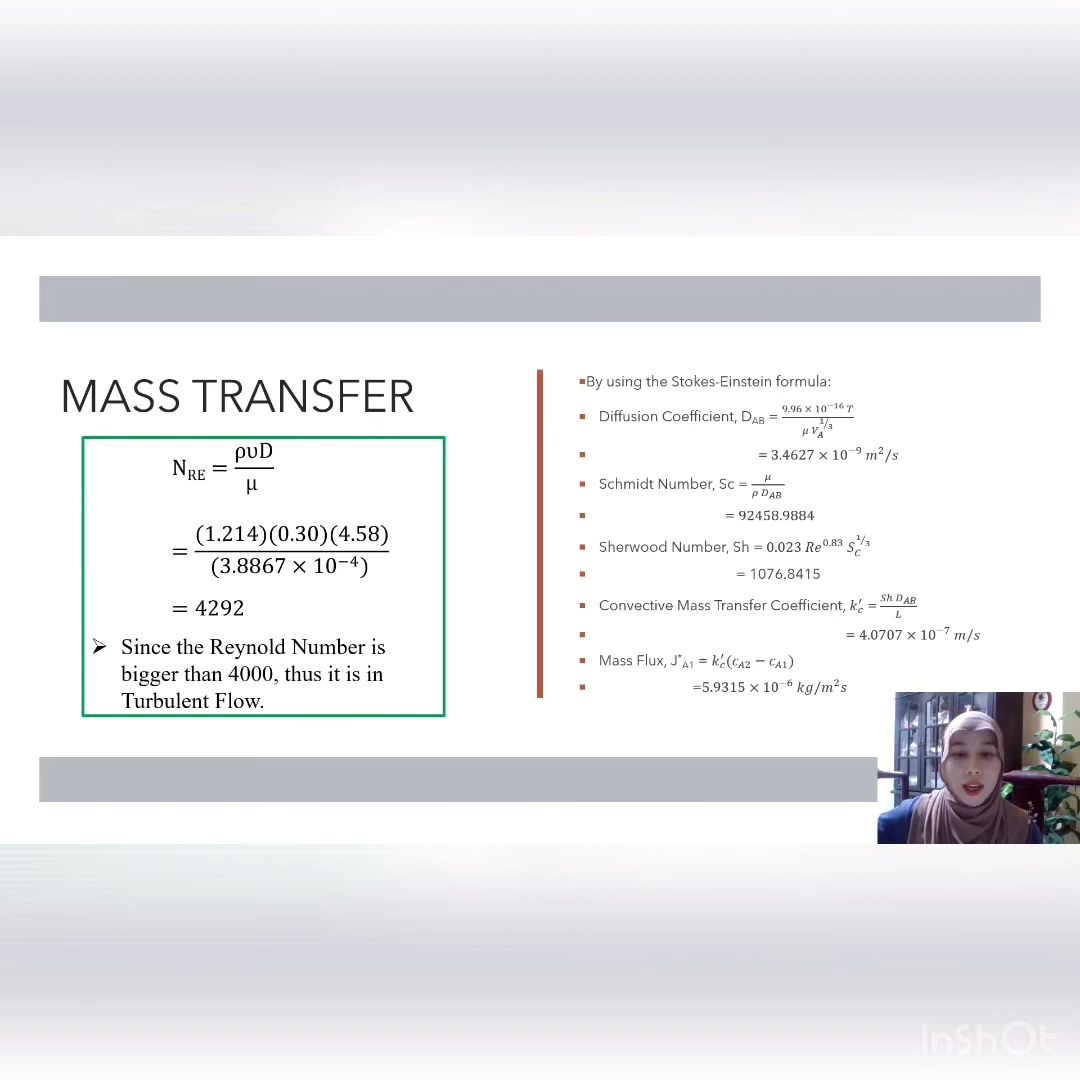 MASS TRANSFER
N_RE = ρυD/μ
= (1.214)(0.30)(4.58)/(3.8867 × 10⁻⁴)
= 4292
➢ Since the Reynold Number is
bigger than 4000, thus it is in
Turbulent Flow.
▪By using the Stokes-Einstein formula:
▪ Diffusion Coefficient, D_AB = 9.96 × 10⁻¹⁶ T/μ V_A^1/3
▪ = 3.4627 × 10⁻⁹ m²/s
▪ Schmidt Number, Sc = μ/ρ D_AB
▪ = 92458.9884
▪ Sherwood Number, Sh = 0.023 Re^0.83 S_C^1/3
▪ = 1076.8415
▪ Convective Mass Transfer Coefficient, k′_c = Sh D_AB/L
▪ = 4.0707 × 10⁻⁷ m/s
▪ Mass Flux, J*_A1 = k′_c(c_A2 − c_A1)
▪ =5.9315 × 10⁻⁶ kg/m²s
InShOt